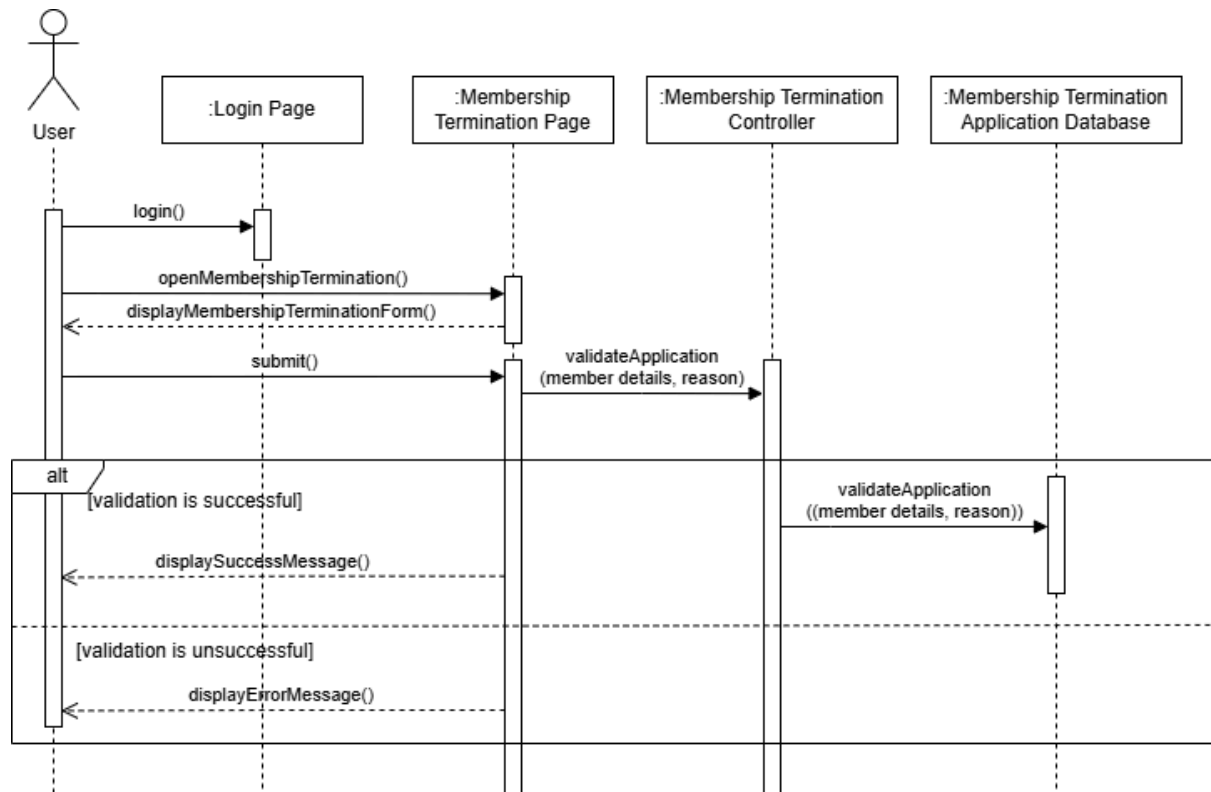 User
:Login Page
:Membership
Termination Page
:Membership Termination
Controller
:Membership Termination
Application Database
login()
openMembershipTermination()
displayMembershipTerminationForm()
submit()
validateApplication
(member details, reason)
alt
[validation is successful]
validateApplication
((member details, reason))
displaySuccessMessage()
[validation is unsuccessful]
displayErrorMessage()